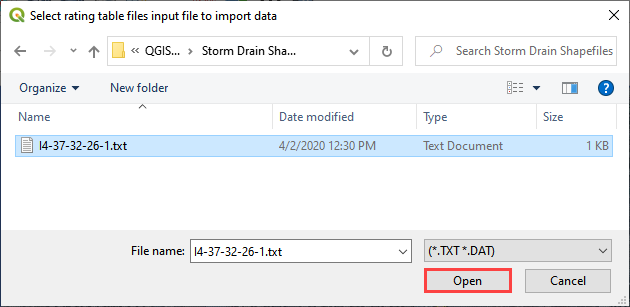 Select rating table files input file to import data
« QGIS... › Storm Drain Sha...
Search Storm Drain Shapefiles
Organize New folder
Name Date modified Type Size
I4-37-32-26-1.txt 4/2/2020 12:30 PM Text Document 1 KB
File name: I4-37-32-26-1.txt (*.TXT *.DAT)
Open Cancel